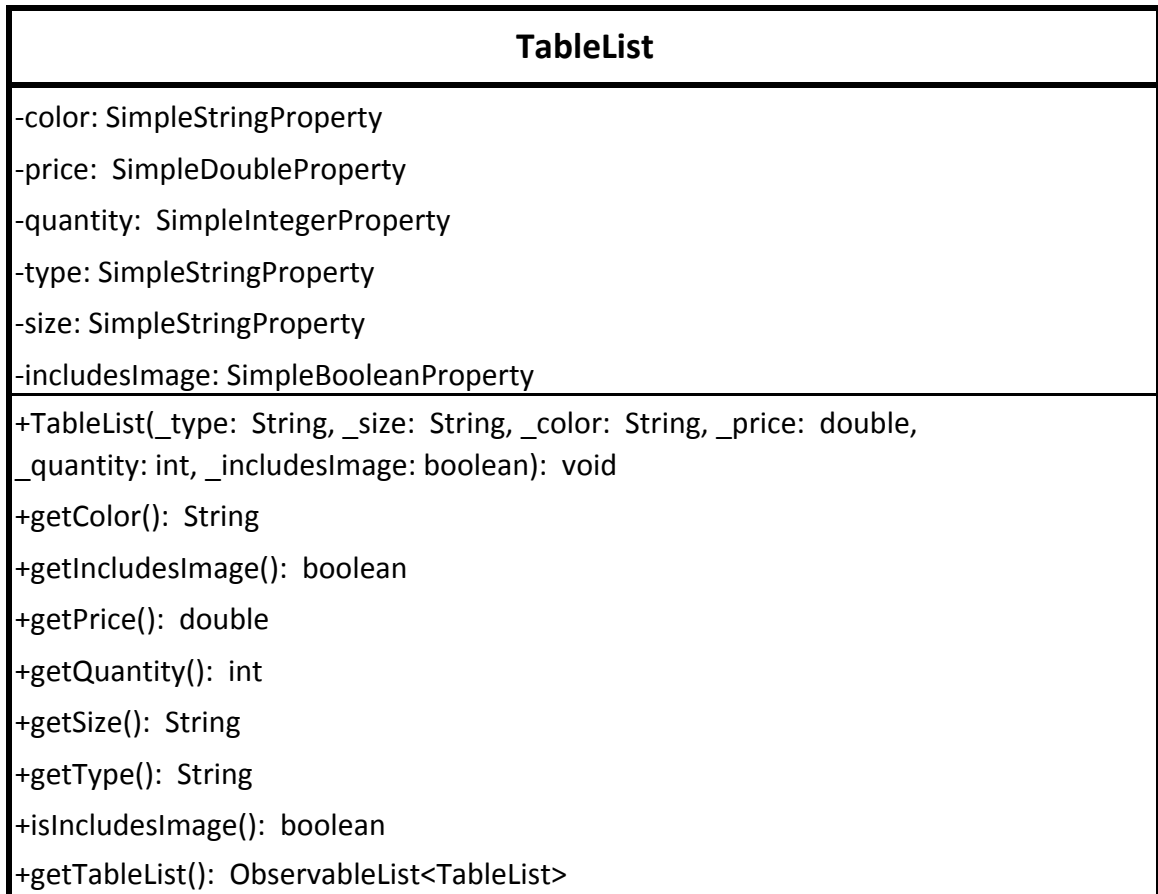 TableList
-color: SimpleStringProperty
-price: SimpleDoubleProperty
-quantity: SimpleIntegerProperty
-type: SimpleStringProperty
-size: SimpleStringProperty
-includesImage: SimpleBooleanProperty
+TableList(_type: String, _size: String, _color: String, _price: double,
_quantity: int, _includesImage: boolean): void
+getColor(): String
+getIncludesImage(): boolean
+getPrice(): double
+getQuantity(): int
+getSize(): String
+getType(): String
+isIncludesImage(): boolean
+getTableList(): ObservableList<TableList>